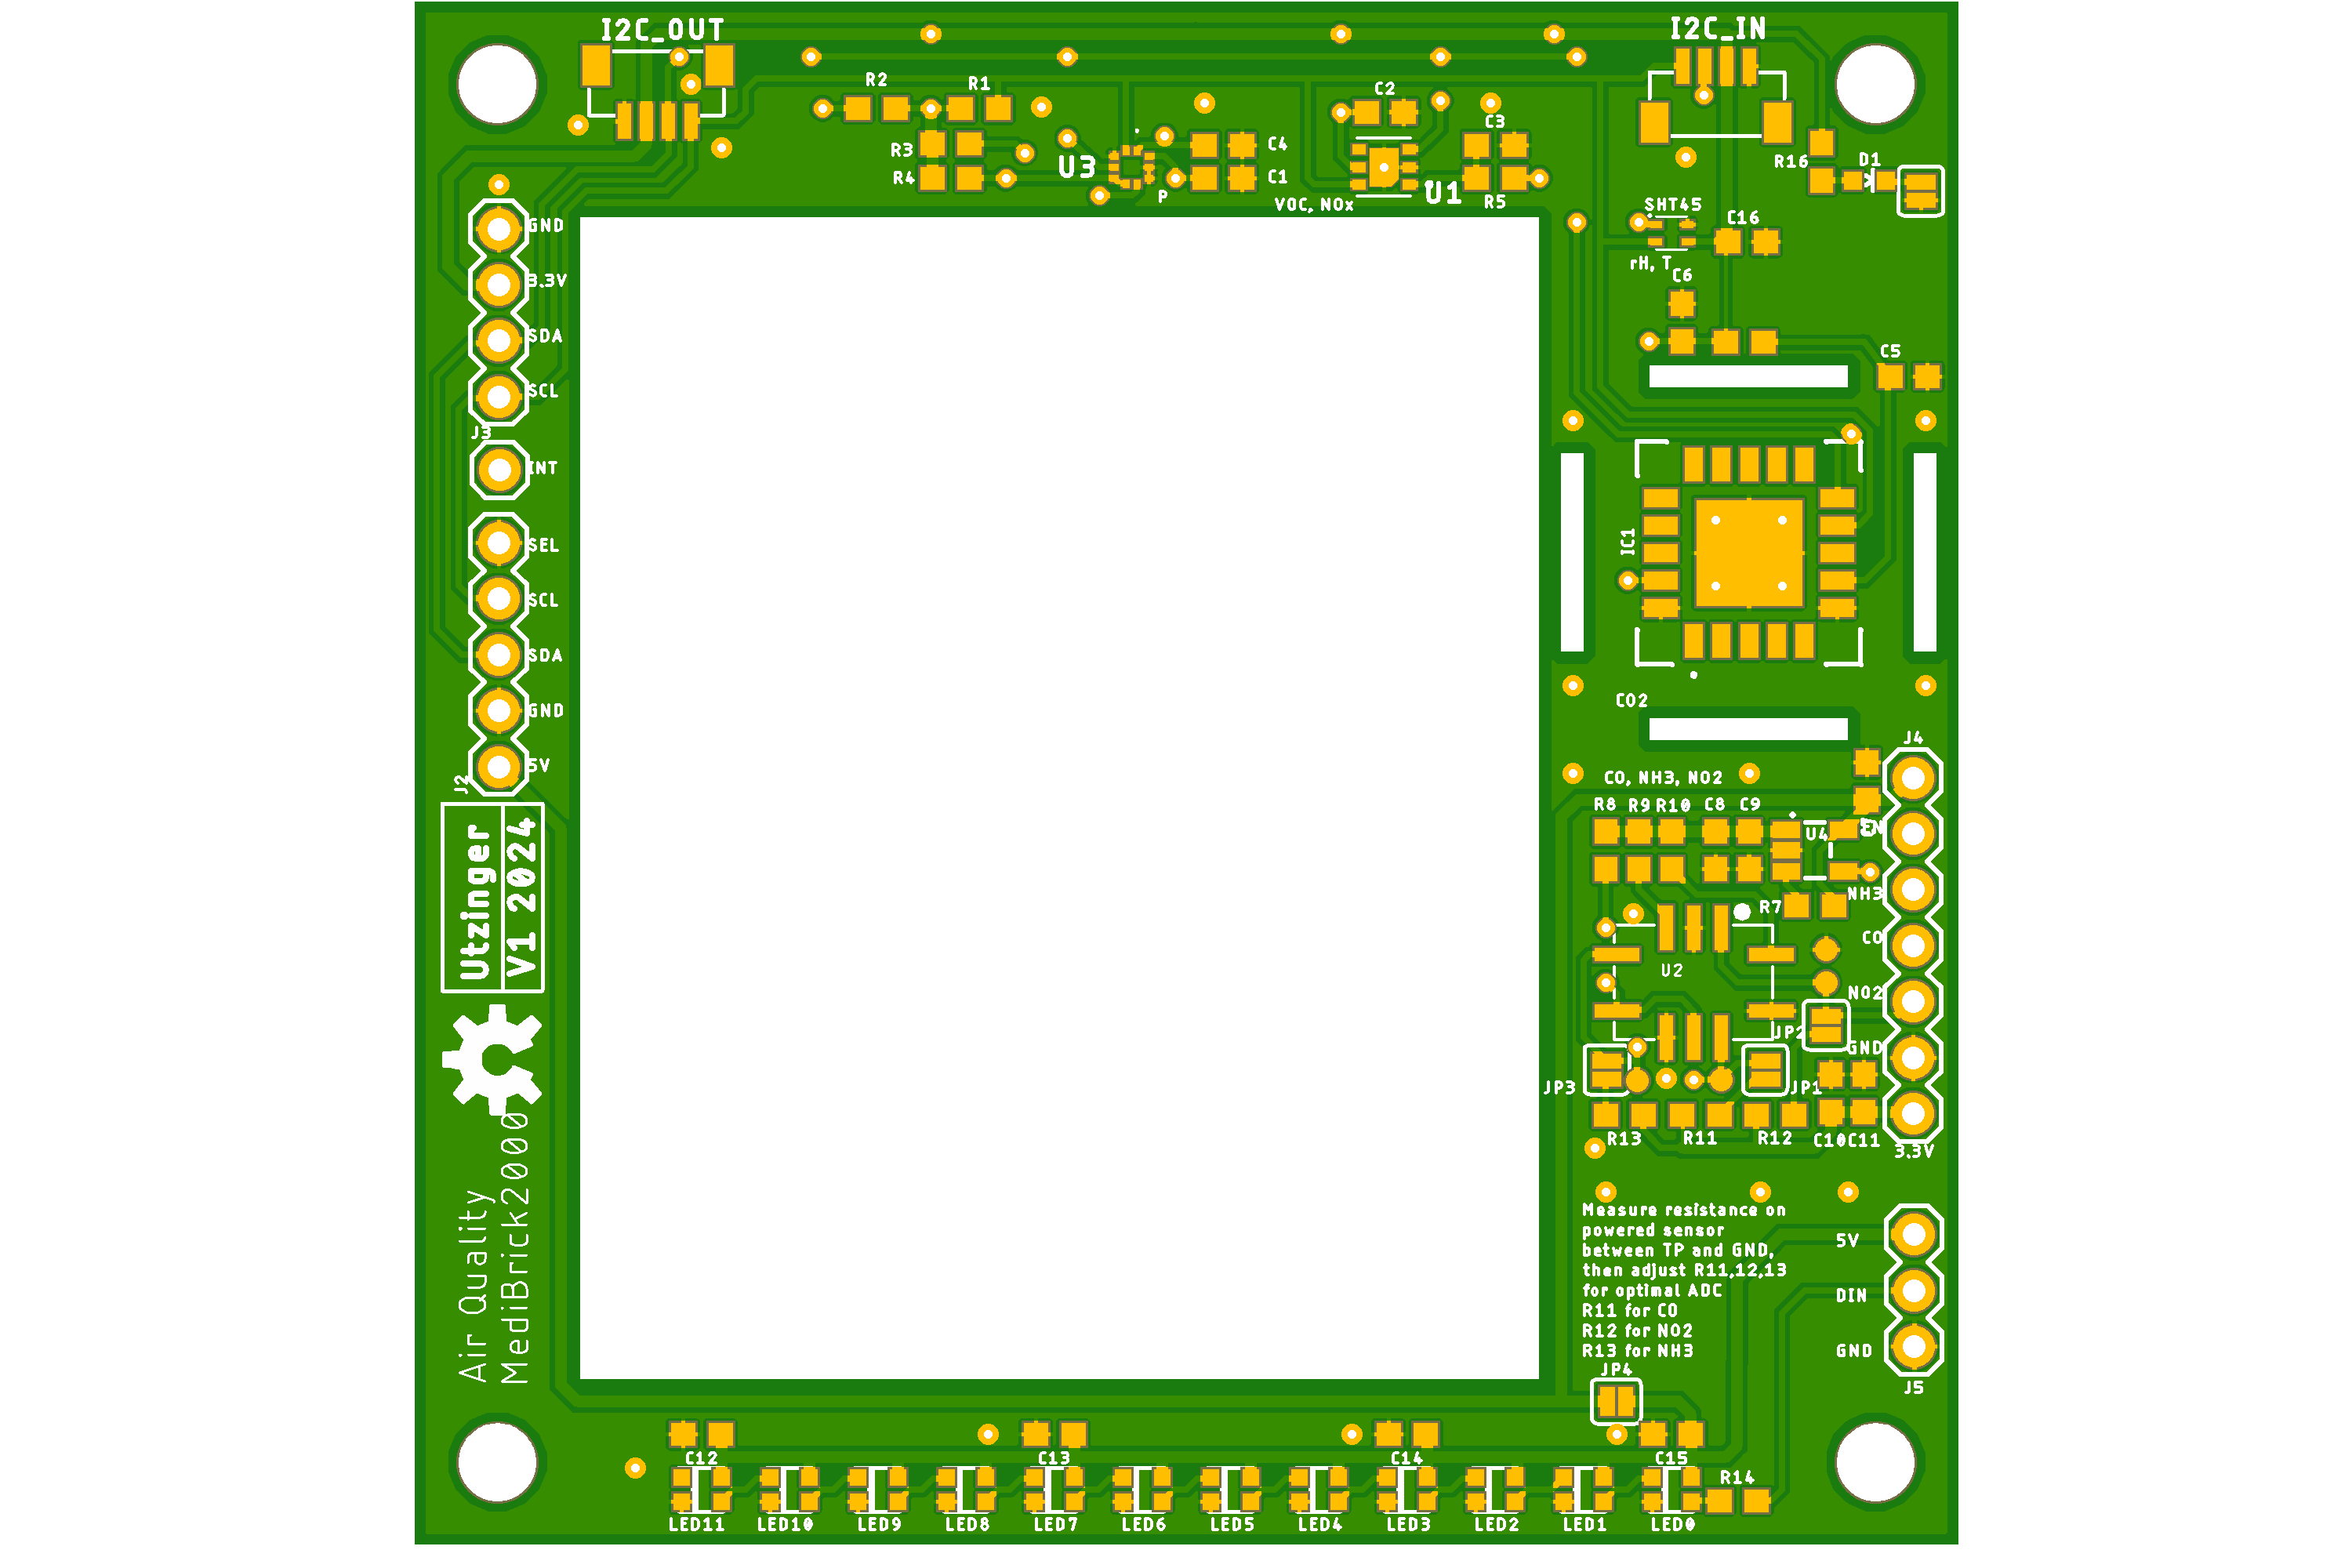 I2C_OUT
I2C_IN
R2
R1
C2
C3
R3
R4
U3
C4
C1
P
VOC, NOx
U1
R5
R16
D1
SHT45
C16
rH, T
C6
C5
GND
3.3V
SDA
SCL
J3
INT
SEL
SCL
SDA
GND
5V
J2
IC1
CO2
J4
CO, NH3, NO2
R8
R9
R10
C8
C9
U4
EN
NH3
R7
CO
U2
NO2
JP2
GND
JP3
JP1
R13
R11
R12
C10
C11
3.3V
Utzinger
V1 2024
Air Quality
MediBrick2000
Measure resistance on
powered sensor
between TP and GND,
then adjust R11,12,13
for optimal ADC
R11 for CO
R12 for NO2
R13 for NH3
JP4
5V
DIN
GND
J5
C12
C13
C14
C15
R14
LED11
LED10
LED9
LED8
LED7
LED6
LED5
LED4
LED3
LED2
LED1
LED0